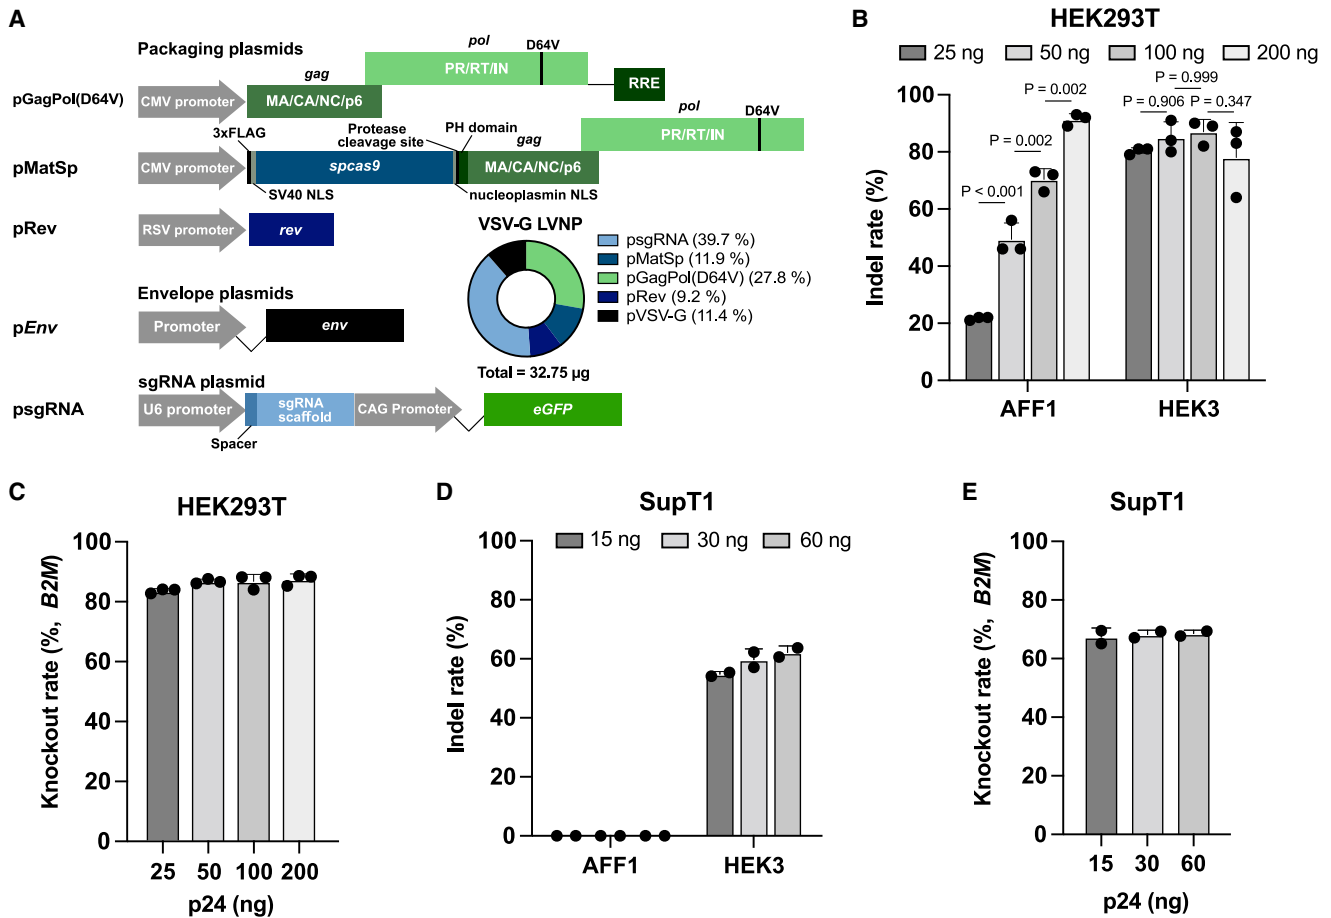 A
Packaging plasmids
pGagPol(D64V)
CMV promoter
gag
MA/CA/NC/p6
pol
D64V
PR/RT/IN
RRE
pMatSp
CMV promoter
3xFLAG
SV40 NLS
spcas9
Protease
cleavage site
PH domain
nucleoplasmin NLS
gag
MA/CA/NC/p6
pol
D64V
PR/RT/IN
pRev
RSV promoter
rev
VSV-G LVNP
psgRNA (39.7 %)
pMatSp (11.9 %)
pGagPol(D64V) (27.8 %)
pRev (9.2 %)
pVSV-G (11.4 %)
Total = 32.75 µg
Envelope plasmids
pEnv
Promoter
env
sgRNA plasmid
psgRNA
U6 promoter
Spacer
sgRNA
scaffold
CAG Promoter
eGFP
B
HEK293T
25 ng 50 ng 100 ng 200 ng
Indel rate (%)
100
80
60
40
20
0
P < 0.001
P = 0.002
P = 0.002
P = 0.906
P = 0.999
P = 0.347
AFF1 HEK3
C
HEK293T
Knockout rate (%, B2M)
100
80
60
40
20
0
25 50 100 200
p24 (ng)
D
SupT1
15 ng 30 ng 60 ng
Indel rate (%)
100
80
60
40
20
0
AFF1 HEK3
E
SupT1
Knockout rate (%, B2M)
100
80
60
40
20
0
15 30 60
p24 (ng)